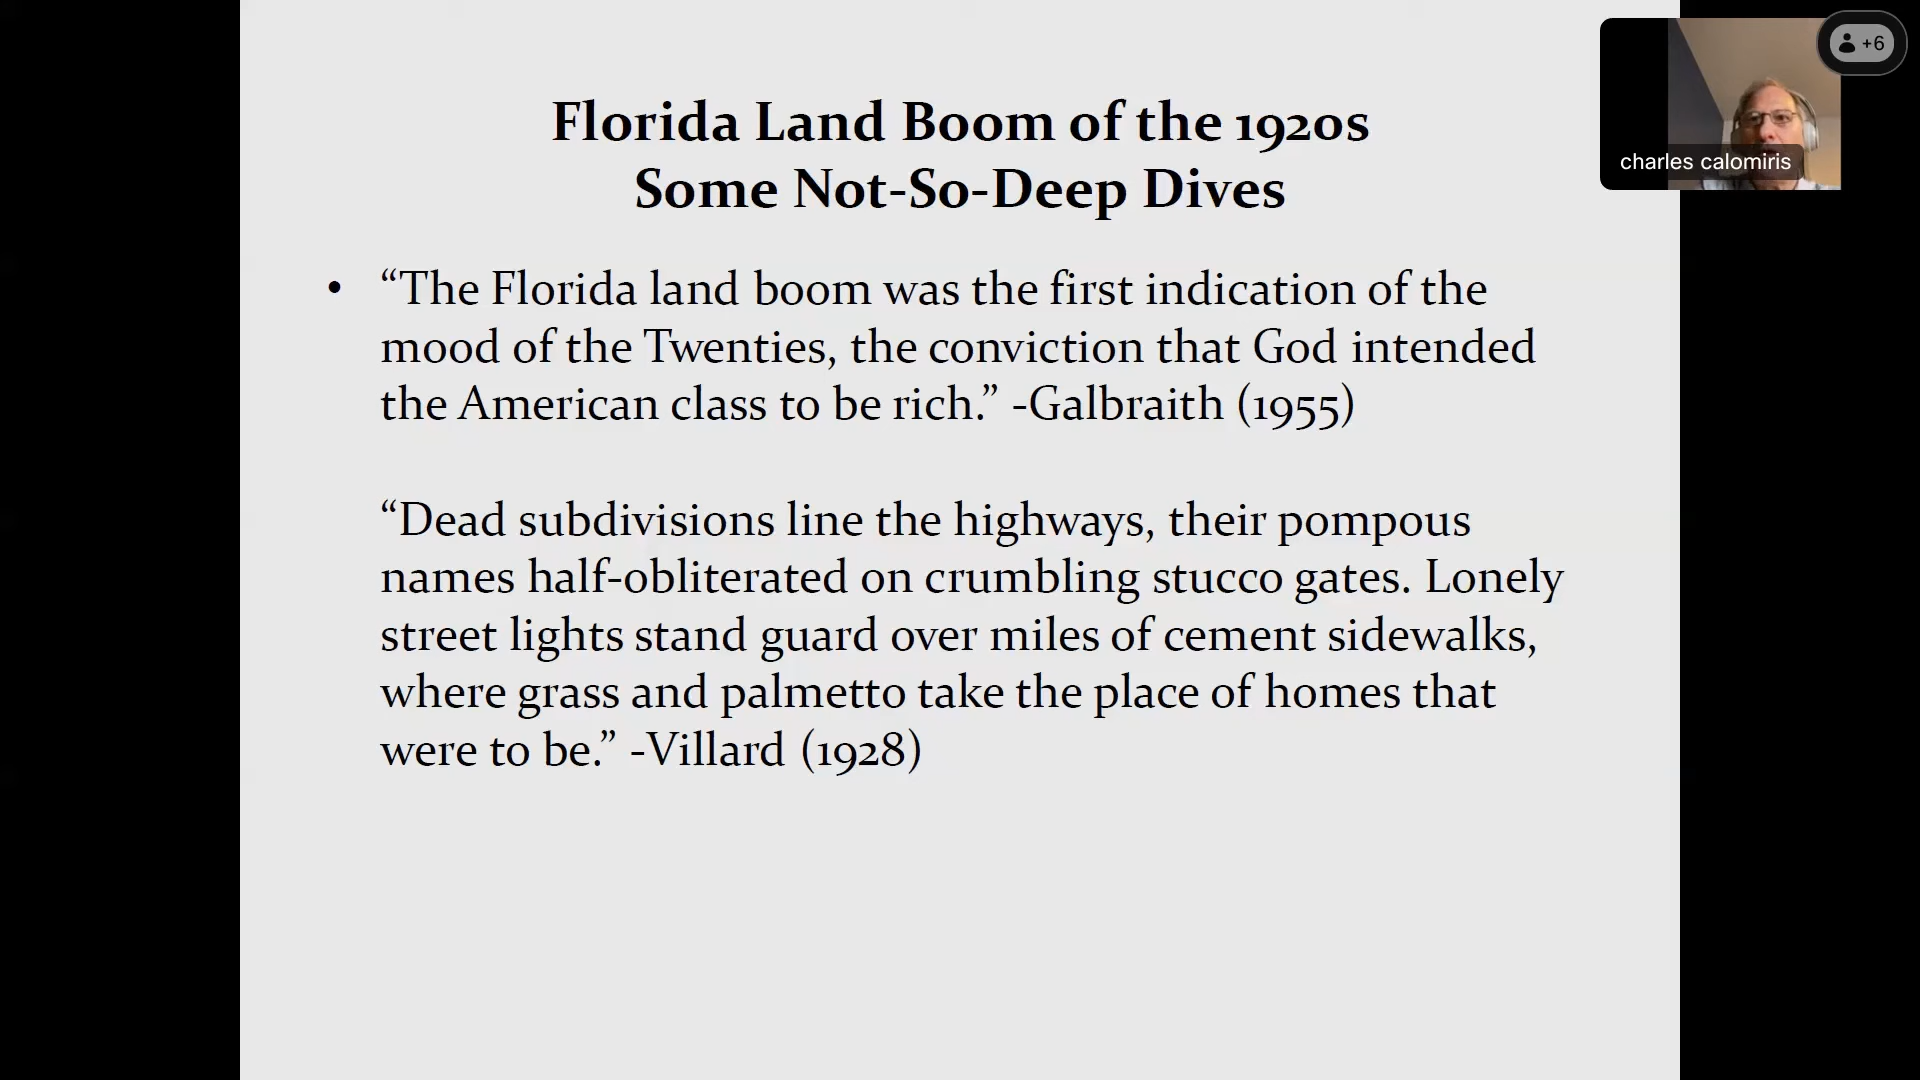 Florida Land Boom of the 1920s
Some Not-So-Deep Dives
• “The Florida land boom was the first indication of the
mood of the Twenties, the conviction that God intended
the American class to be rich.” -Galbraith (1955)
“Dead subdivisions line the highways, their pompous
names half-obliterated on crumbling stucco gates. Lonely
street lights stand guard over miles of cement sidewalks,
where grass and palmetto take the place of homes that
were to be.” -Villard (1928)
+6
charles calomiris